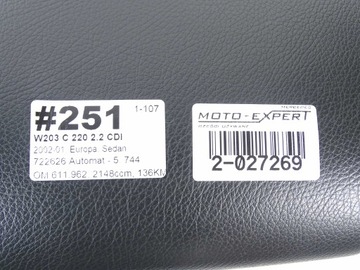 #251
1-107
W203 C 220 2.2 CDI
2002-01, Europa, Sedan
722626 Automat - 5, 744
OM 611.962, 2148ccm, 136KM
MOTO-EXPERT
2-027269